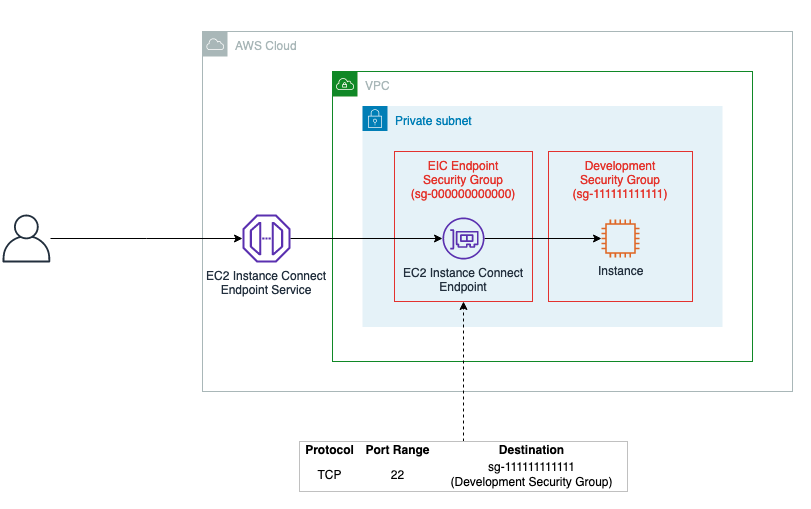 AWS Cloud
VPC
Private subnet
EIC Endpoint
Security Group
(sg-000000000000)
Development
Security Group
(sg-111111111111)
EC2 Instance Connect
Endpoint Service
EC2 Instance Connect
Endpoint
Instance
Protocol Port Range Destination
TCP 22 sg-111111111111
(Development Security Group)